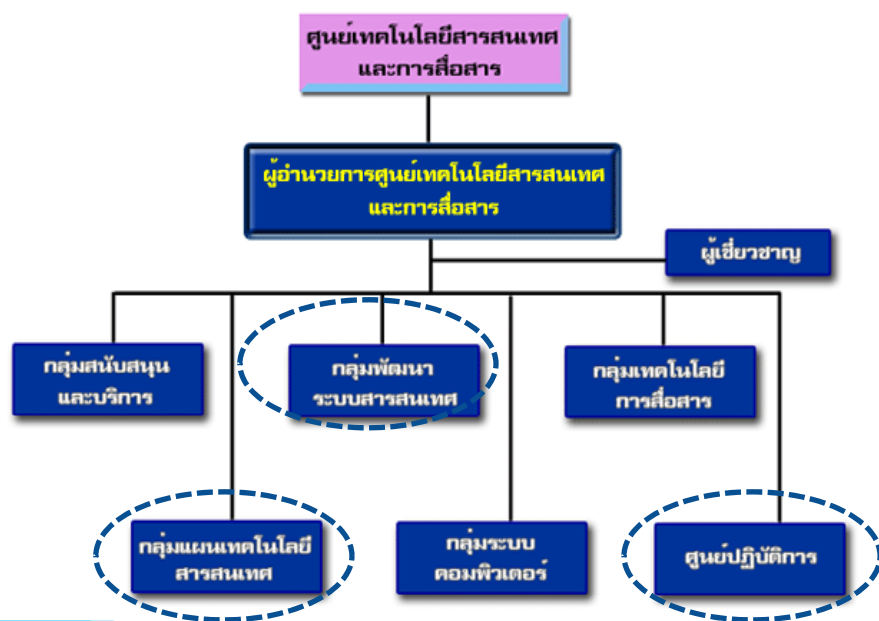 ศูนย์เทคโนโลยีสารสนเทศ
และการสื่อสาร
ผู้อำนวยการศูนย์เทคโนโลยีสารสนเทศ
และการสื่อสาร
ผู้เชี่ยวชาญ
กลุ่มสนับสนุน
และบริการ
กลุ่มพัฒนา
ระบบสารสนเทศ
กลุ่มเทคโนโลยี
การสื่อสาร
กลุ่มแผนเทคโนโลยี
สารสนเทศ
กลุ่มระบบ
คอมพิวเตอร์
ศูนย์ปฏิบัติการ